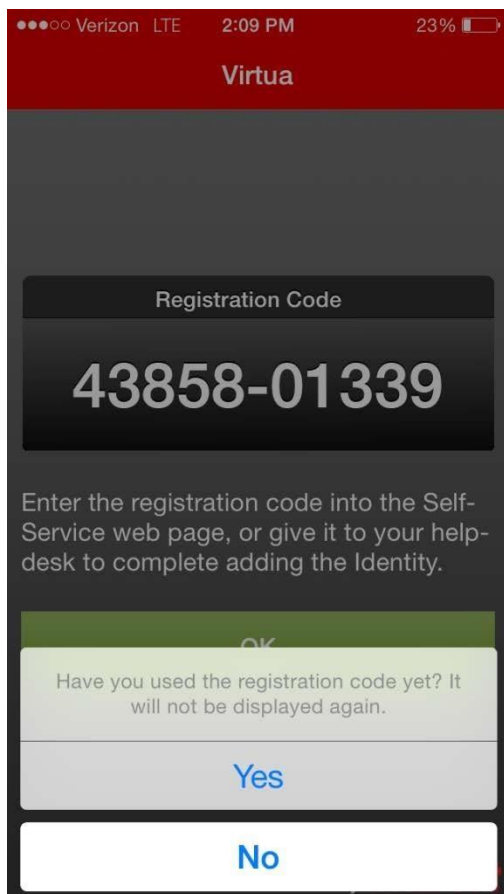 Verizon LTE 2:09 PM 23%
Virtua
Registration Code
43858-01339
Enter the registration code into the Self-
Service web page, or give it to your help-
desk to complete adding the Identity.
OK
Have you used the registration code yet? It
will not be displayed again.
Yes
No